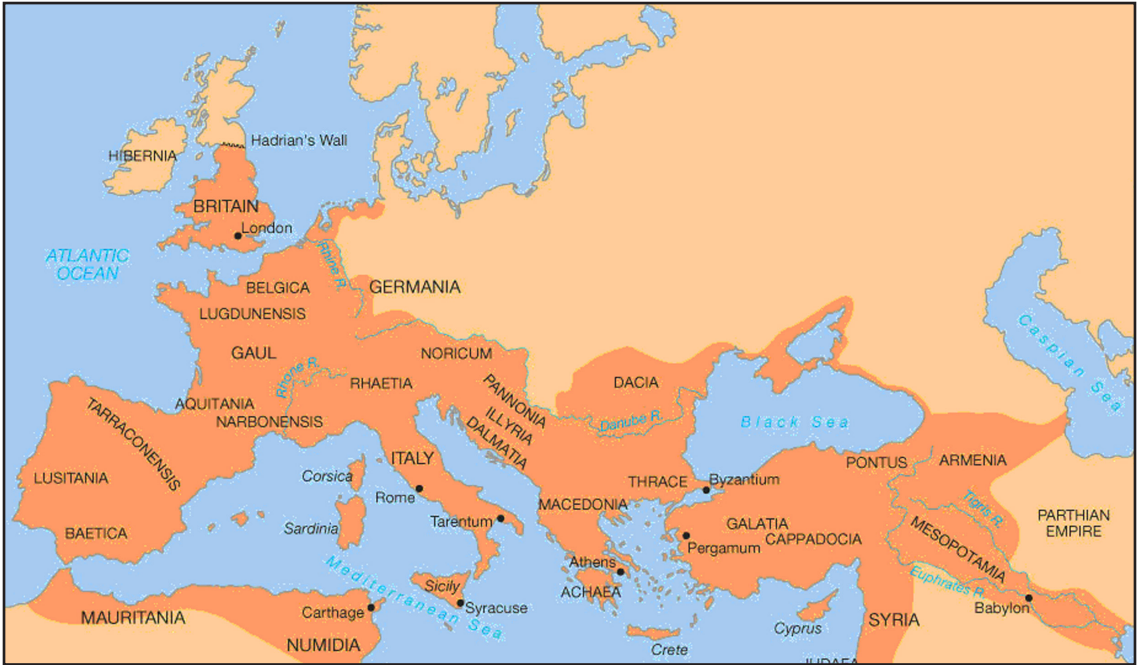 Hadrian's Wall
HIBERNIA
BRITAIN
London
ATLANTIC
OCEAN
Rhine R.
BELGICA
GERMANIA
LUGDUNENSIS
GAUL
NORICUM
Rhone R.
RHAETIA
DACIA
PANNONIA
ILLYRIA
DALMATIA
Danube R.
Black Sea
Caspian Sea
AQUITANIA
NARBONENSIS
TARRACONENSIS
LUSITANIA
BAETICA
Corsica
ITALY
Rome
Sardinia
Tarentum
THRACE
Byzantium
MACEDONIA
PONTUS
ARMENIA
Tigris R.
PARTHIAN
EMPIRE
GALATIA
CAPPADOCIA
Pergamum
MESOPOTAMIA
Athens
ACHAEA
Euphrates R.
Babylon
Mediterranean Sea
Sicily
Syracuse
Carthage
MAURITANIA
NUMIDIA
Crete
Cyprus
SYRIA